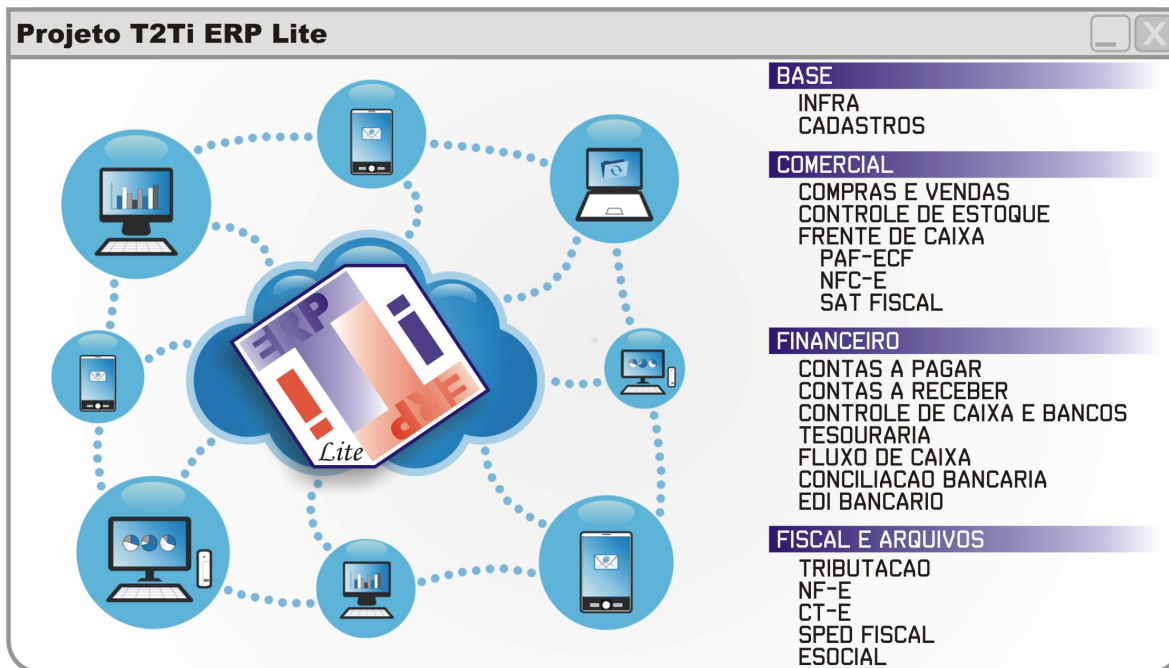 Projeto T2Ti ERP Lite
BASE
INFRA
CADASTROS
COMERCIAL
COMPRAS E VENDAS
CONTROLE DE ESTOQUE
FRENTE DE CAIXA
PAF-ECF
NFC-E
SAT FISCAL
FINANCEIRO
CONTAS A PAGAR
CONTAS A RECEBER
CONTROLE DE CAIXA E BANCOS
TESOURARIA
FLUXO DE CAIXA
CONCILIACAO BANCARIA
EDI BANCARIO
FISCAL E ARQUIVOS
TRIBUTACAO
NF-E
CT-E
SPED FISCAL
ESOCIAL
ERP
ERP
Lite